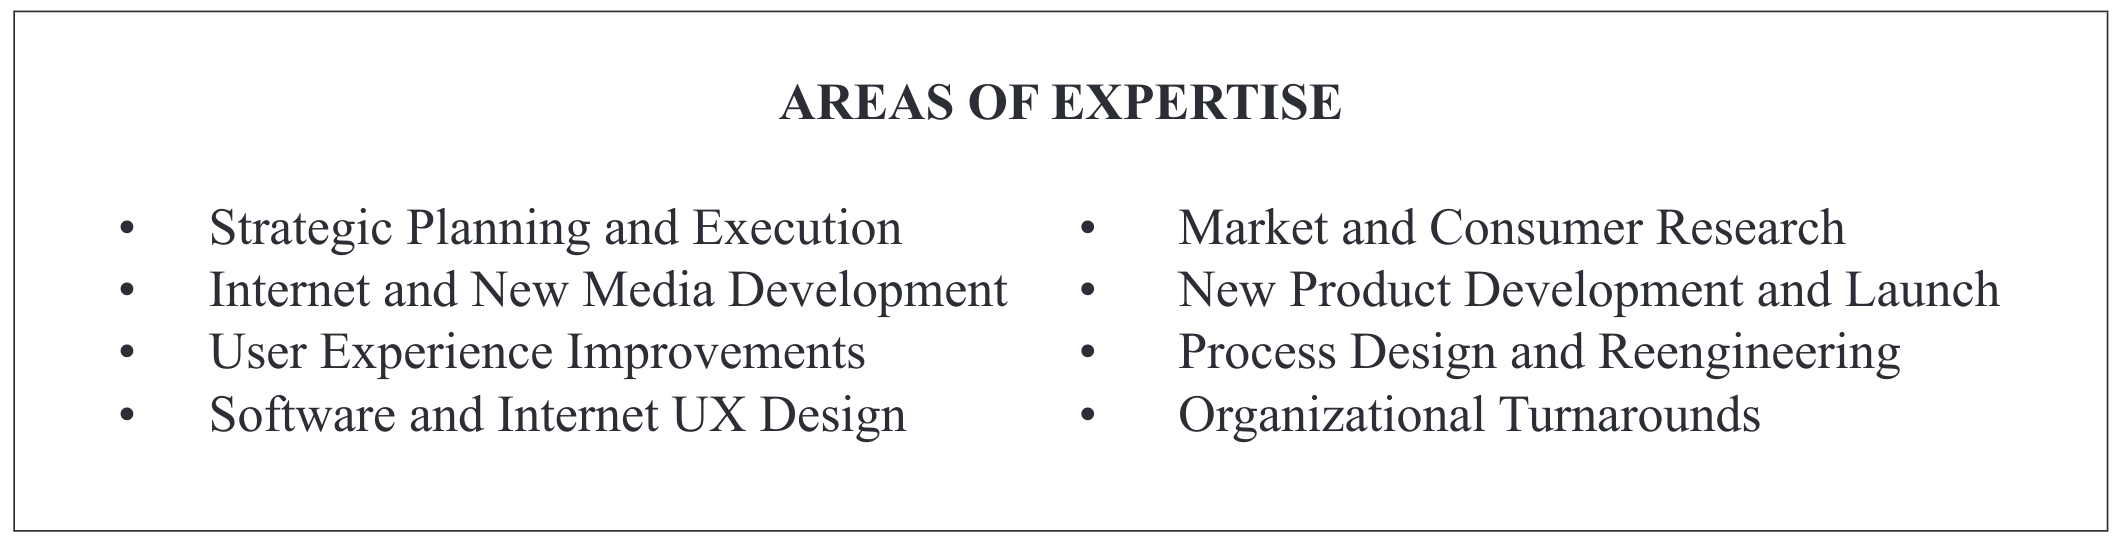 AREAS OF EXPERTISE
• Strategic Planning and Execution
• Internet and New Media Development
• User Experience Improvements
• Software and Internet UX Design
• Market and Consumer Research
• New Product Development and Launch
• Process Design and Reengineering
• Organizational Turnarounds